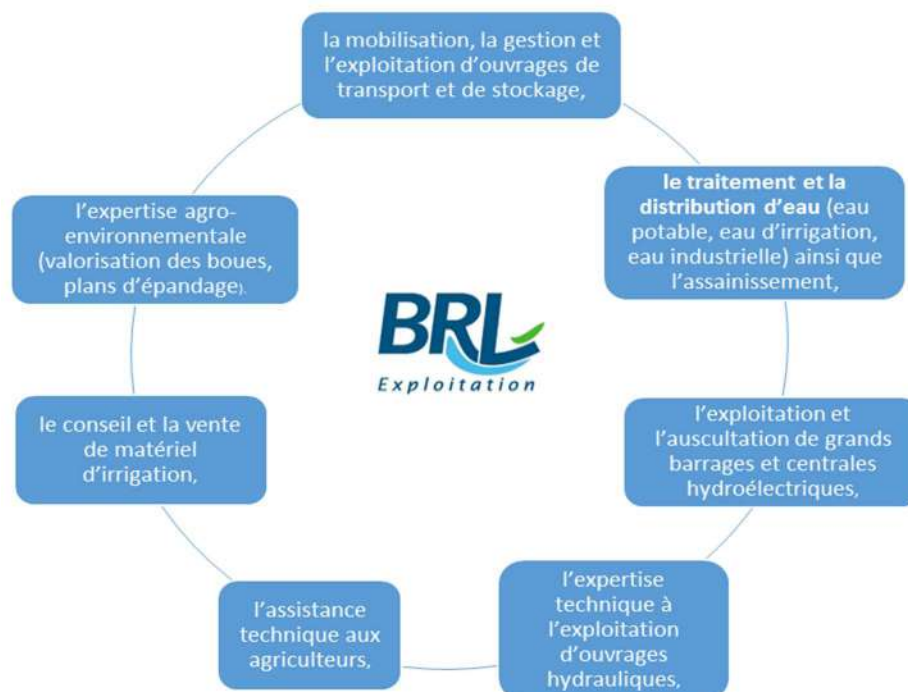 la mobilisation, la gestion et
l'exploitation d'ouvrages de
transport et de stockage,
le traitement et la
distribution d'eau (eau
potable, eau d'irrigation,
eau industrielle) ainsi que
l'assainissement,
l'exploitation et
l'auscultation de grands
barrages et centrales
hydroélectriques,
l'expertise
technique à
l'exploitation
d'ouvrages
hydrauliques,
l'assistance
technique aux
agriculteurs,
le conseil et la vente
de matériel
d'irrigation,
l'expertise agro-
environnementale
(valorisation des boues,
plans d'épandage).
BRL
Exploitation